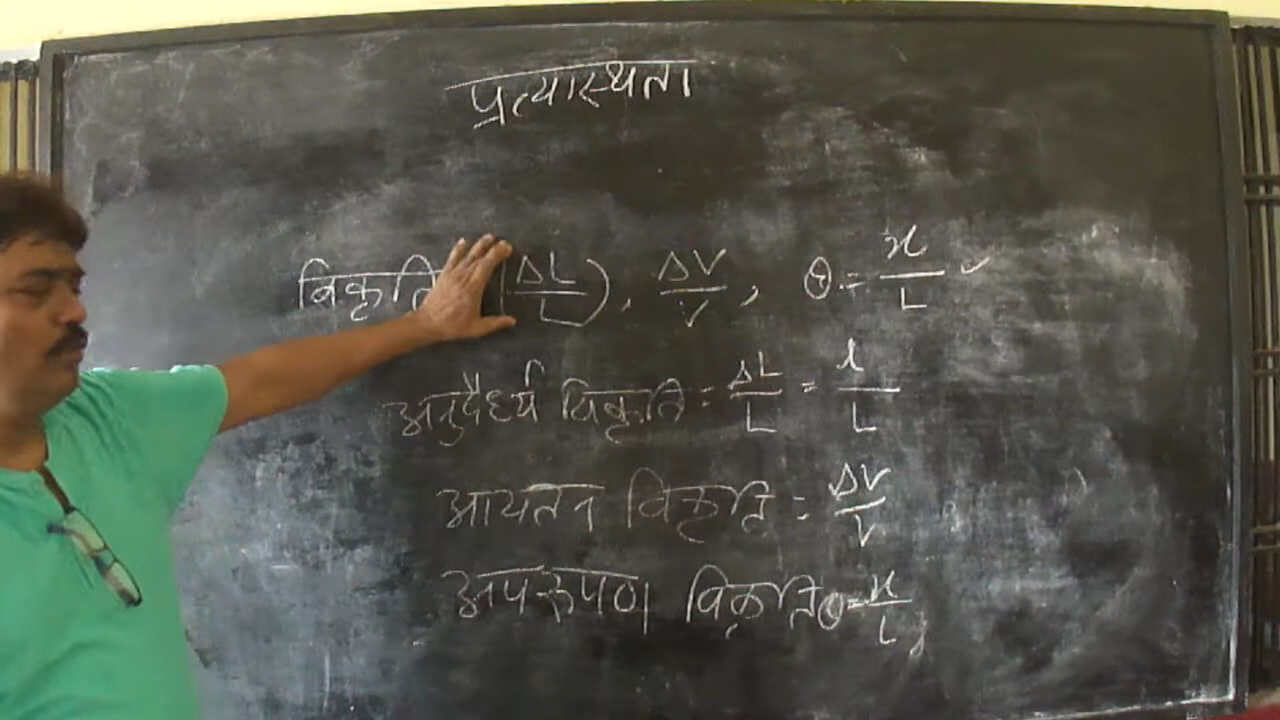 प्रत्यास्थता
विकृति (ΔL/L), ΔV/V, θ = x/L ✓
अनुदैर्ध्य विकृति = ΔL/L = l/L
आयतन विकृति = ΔV/V
अपरूपण विकृति θ = x/L